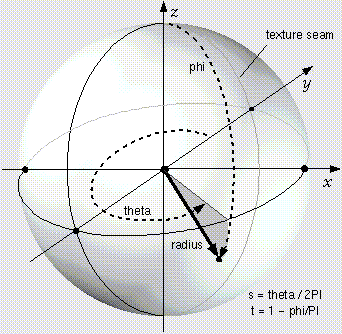 z
texture seam
phi
y
x
theta
radius
s = theta / 2PI
t = 1 - phi/PI